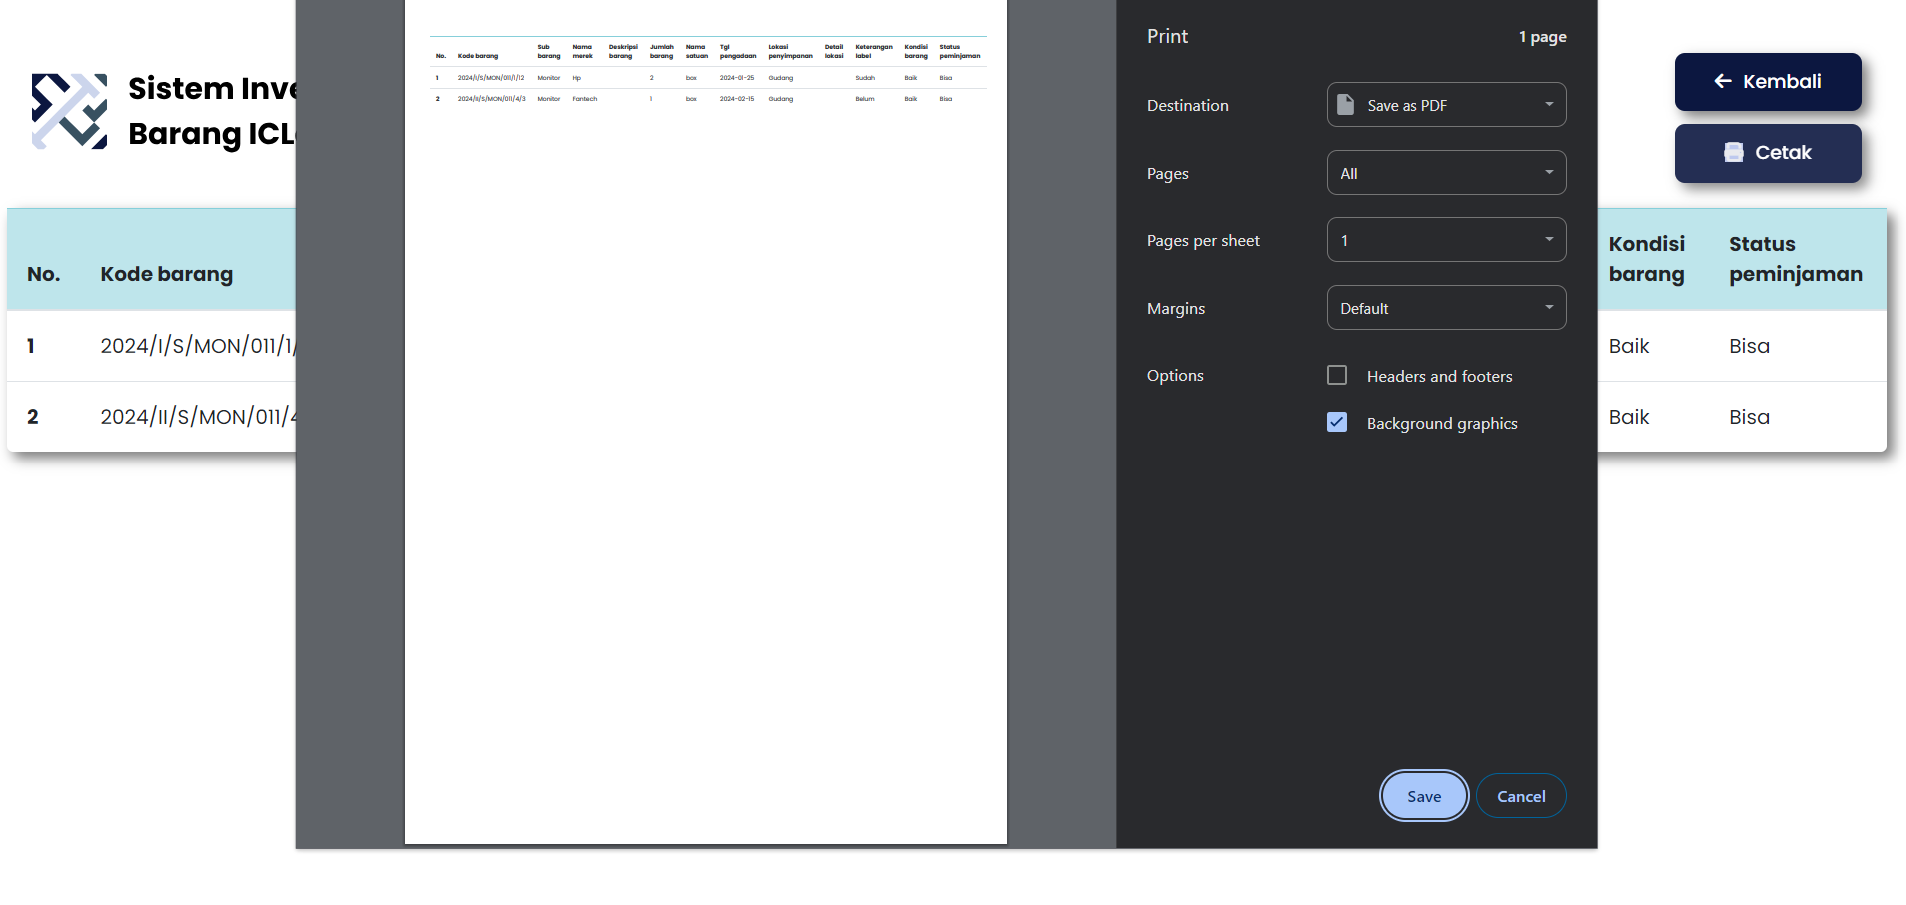 Sistem Inve
Barang ICL
Kembali
Cetak
No. Kode barang Kondisi barang Status peminjaman
1 2024/I/S/MON/011/1/ Baik Bisa
2 2024/II/S/MON/011/4 Baik Bisa
No. Kode barang Sub barang Nama merek Deskripsi barang Jumlah barang Nama satuan Tgl pengadaan Lokasi penyimpanan Detail lokasi Keterangan label Kondisi barang Status peminjaman
1 2024/I/S/MON/011/1/12 Monitor Hp 2 box 2024-01-25 Gudang Sudah Baik Bisa
2 2024/II/S/MON/011/4/3 Monitor Fantech 1 box 2024-02-15 Gudang Belum Baik Bisa
Print 1 page
Destination Save as PDF
Pages All
Pages per sheet 1
Margins Default
Options Headers and footers
Background graphics
Save Cancel